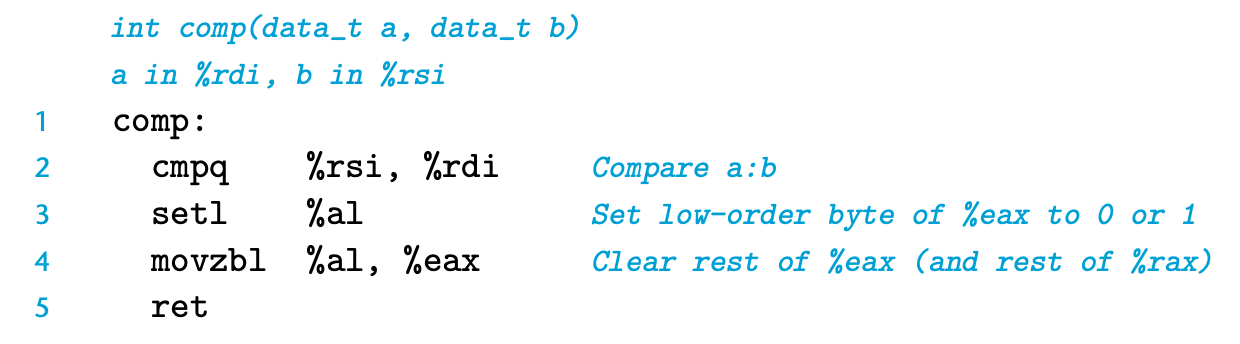 int comp(data_t a, data_t b)
a in %rdi, b in %rsi
1 comp:
2 cmpq %rsi, %rdi Compare a:b
3 setl %al Set low-order byte of %eax to 0 or 1
4 movzbl %al, %eax Clear rest of %eax (and rest of %rax)
5 ret